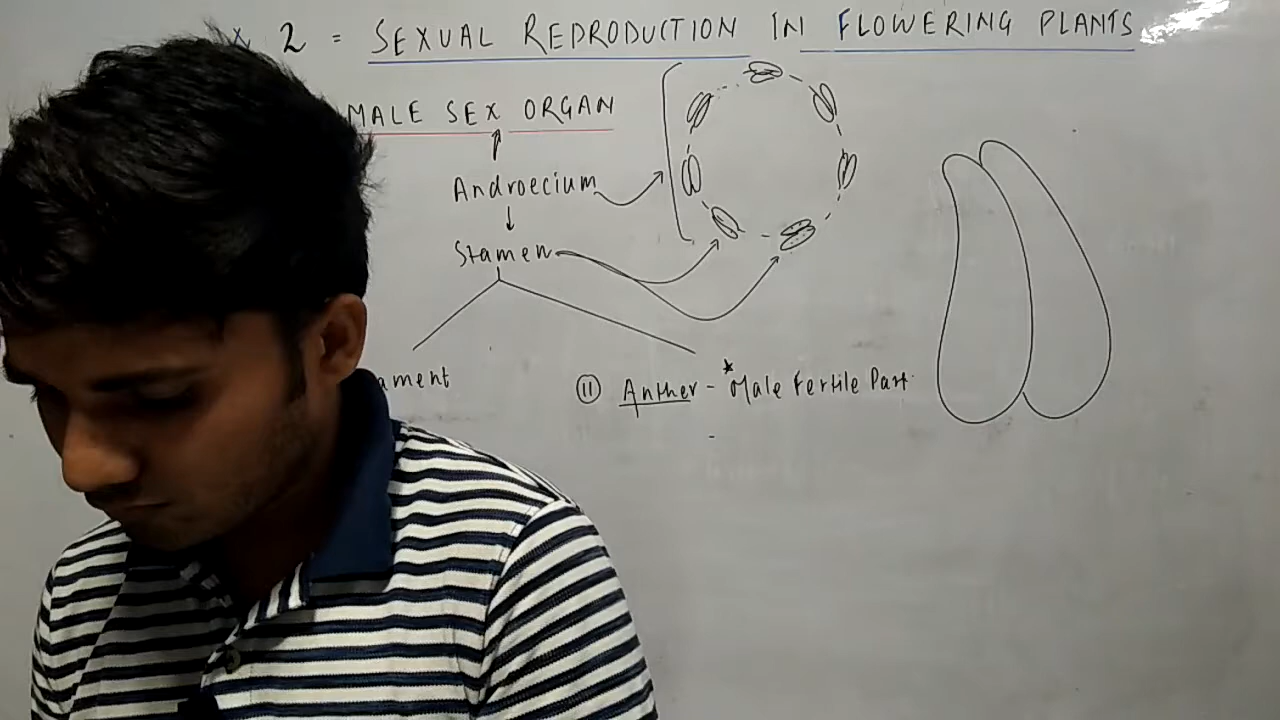 2 = SEXUAL REPRODUCTION IN FLOWERING PLANTS
MALE SEX ORGAN
Androecium
Stamen
ament
(II) Anther - *Male Fertile Part.